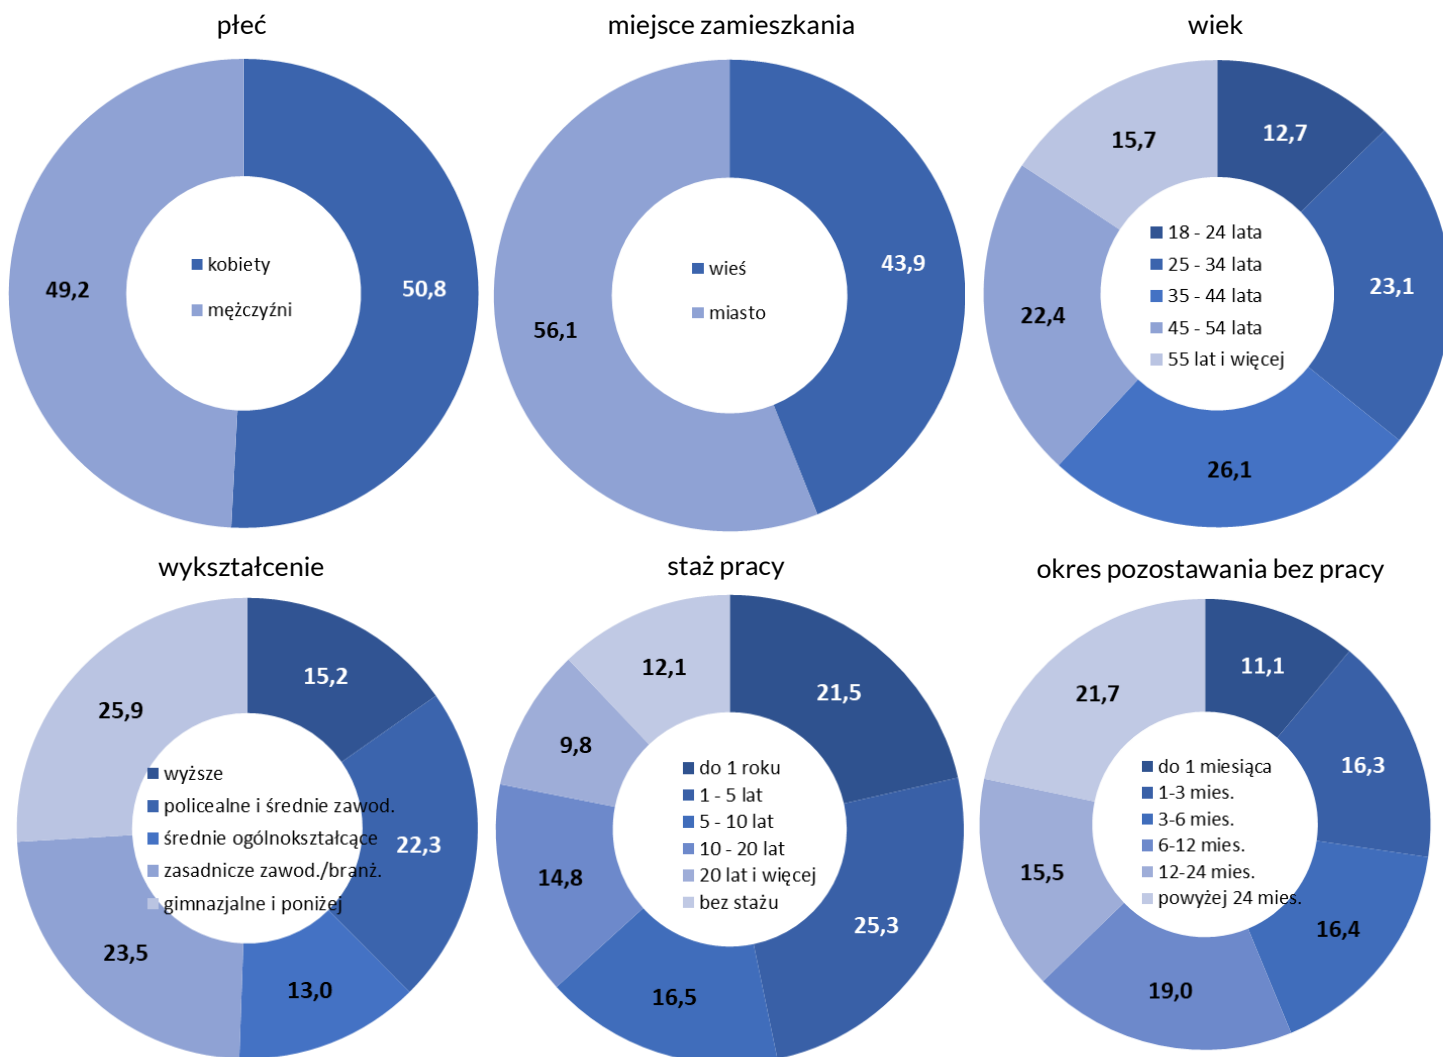 płeć
49,2
50,8
kobiety
mężczyźni
miejsce zamieszkania
56,1
43,9
wieś
miasto
wiek
12,7
23,1
26,1
22,4
15,7
18 - 24 lata
25 - 34 lata
35 - 44 lata
45 - 54 lata
55 lat i więcej
wykształcenie
15,2
22,3
13,0
23,5
25,9
wyższe
policealne i średnie zawod.
średnie ogólnokształcące
zasadnicze zawod./branż.
gimnazjalne i poniżej
staż pracy
21,5
25,3
16,5
14,8
9,8
12,1
do 1 roku
1 - 5 lat
5 - 10 lat
10 - 20 lat
20 lat i więcej
bez stażu
okres pozostawania bez pracy
11,1
16,3
16,4
19,0
15,5
21,7
do 1 miesiąca
1-3 mies.
3-6 mies.
6-12 mies.
12-24 mies.
powyżej 24 mies.